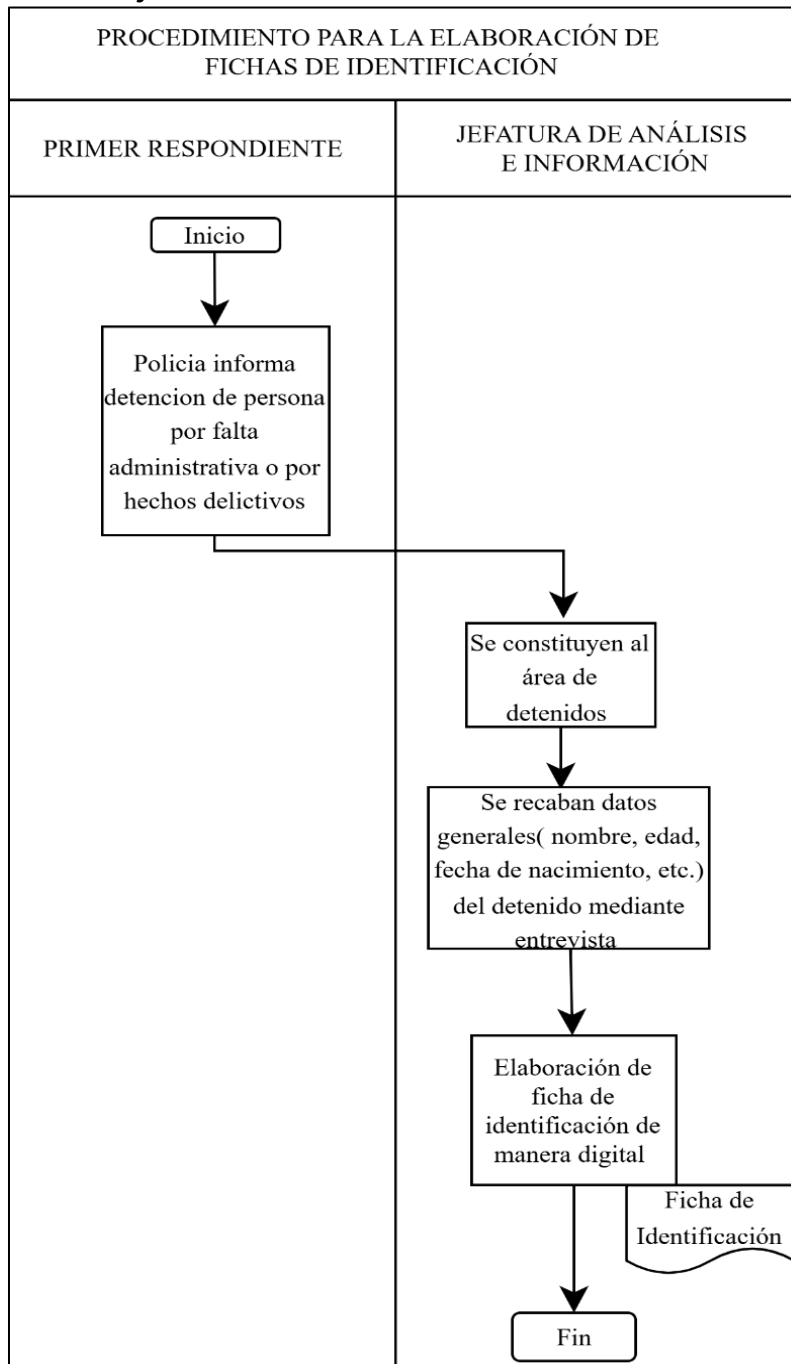 PROCEDIMIENTO PARA LA ELABORACIÓN DE
FICHAS DE IDENTIFICACIÓN
PRIMER RESPONDIENTE
JEFATURA DE ANÁLISIS
E INFORMACIÓN
Inicio
Policia informa
detencion de persona
por falta
administrativa o por
hechos delictivos
Se constituyen al
área de
detenidos
Se recaban datos
generales( nombre, edad,
fecha de nacimiento, etc.)
del detenido mediante
entrevista
Elaboración de
ficha de
identificación de
manera digital
Ficha de
Identificación
Fin